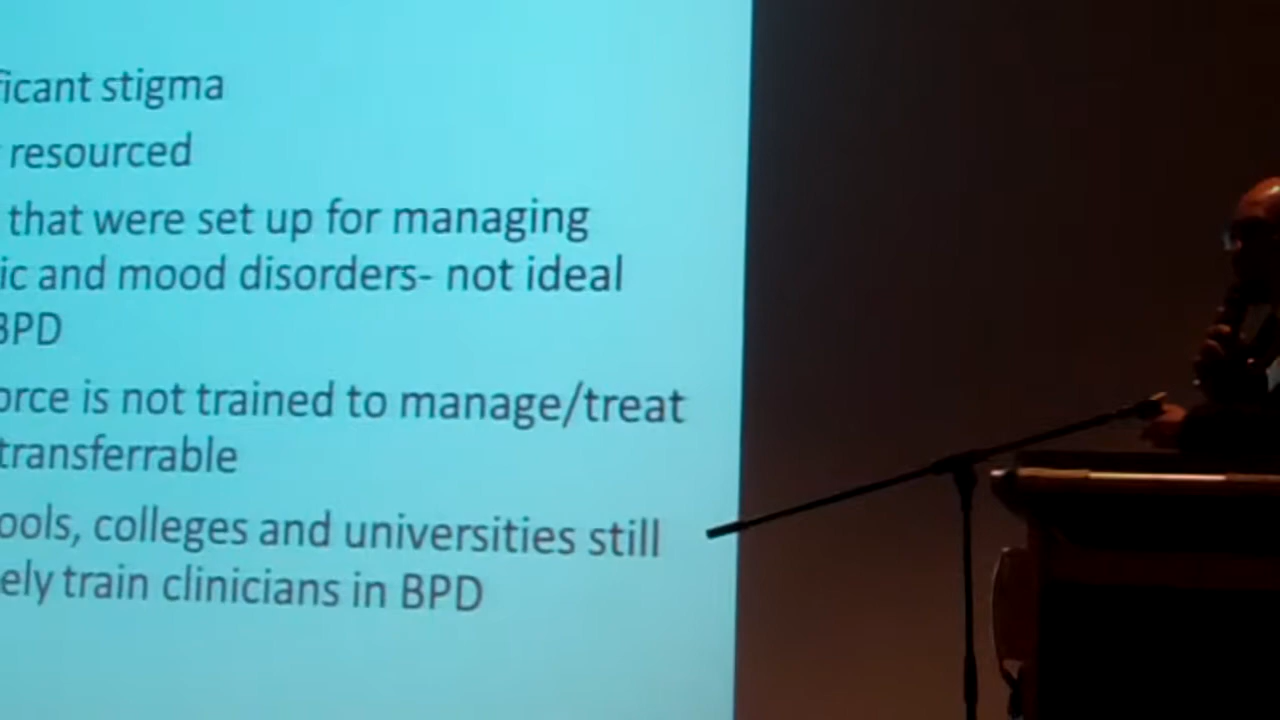 ficant stigma
resourced
that were set up for managing
ic and mood disorders- not ideal
BPD
orce is not trained to manage/treat
transferrable
ools, colleges and universities still
ely train clinicians in BPD